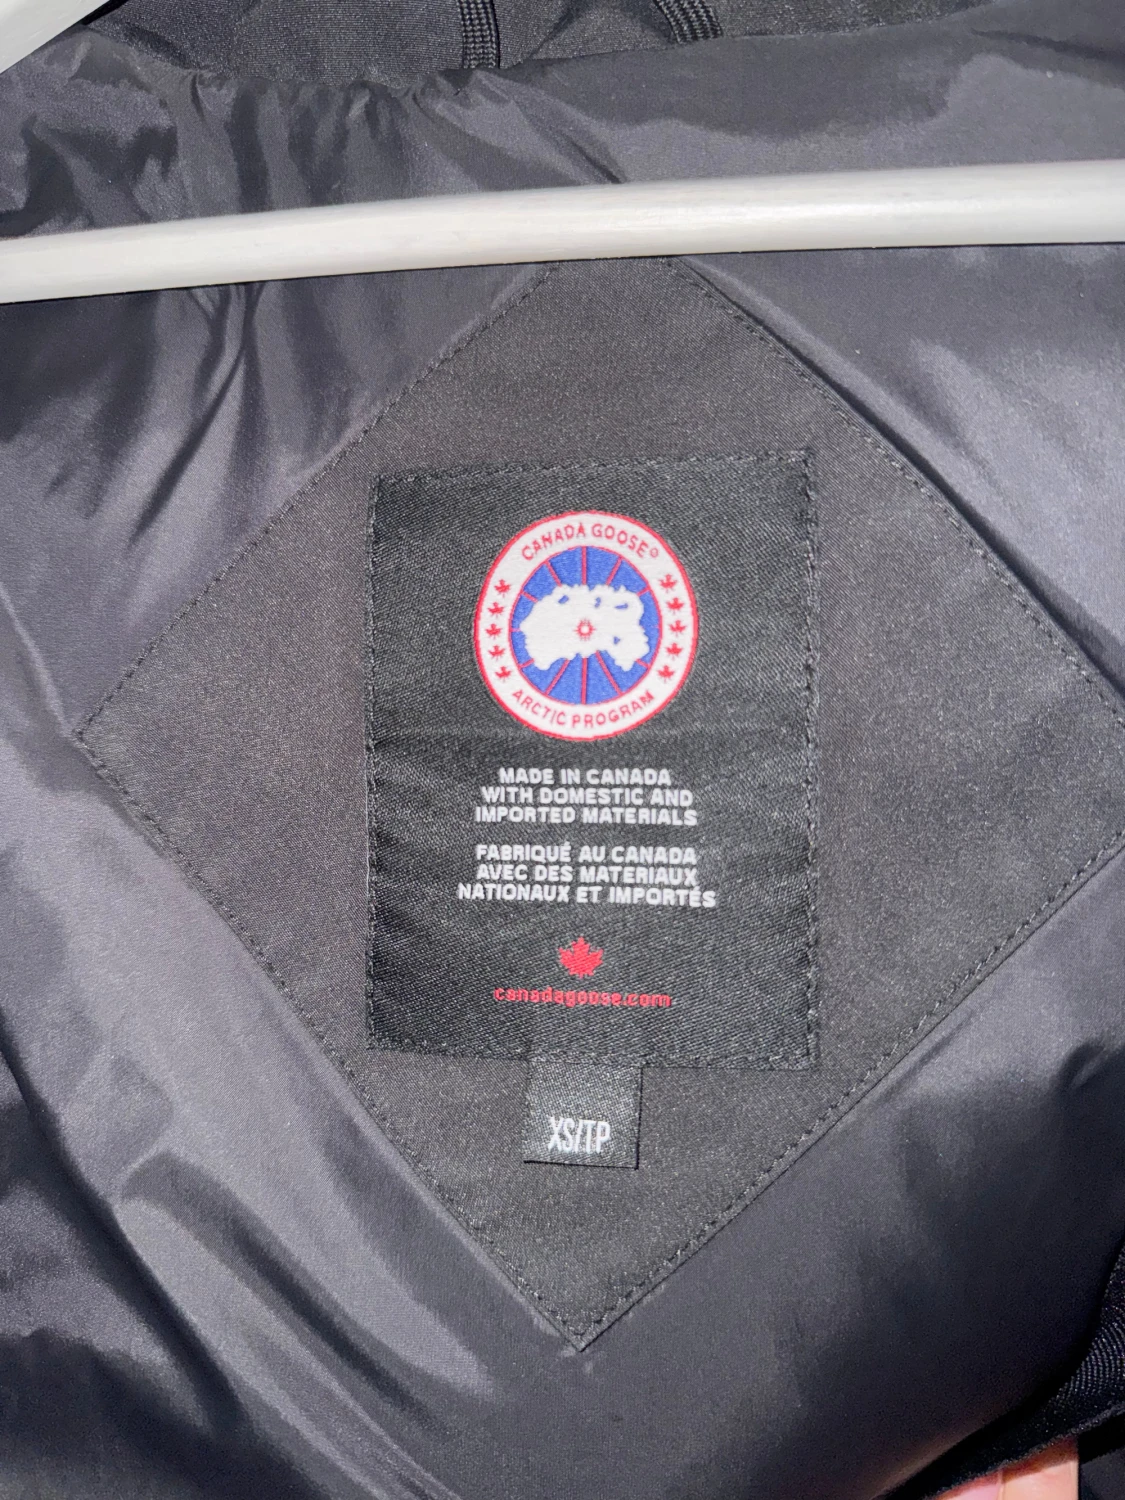 CANADA GOOSE®
ARCTIC PROGRAM
MADE IN CANADA
WITH DOMESTIC AND
IMPORTED MATERIALS
FABRIQUÉ AU CANADA
AVEC DES MATERIAUX
NATIONAUX ET IMPORTÉS
canadagoose.com
XS/TP